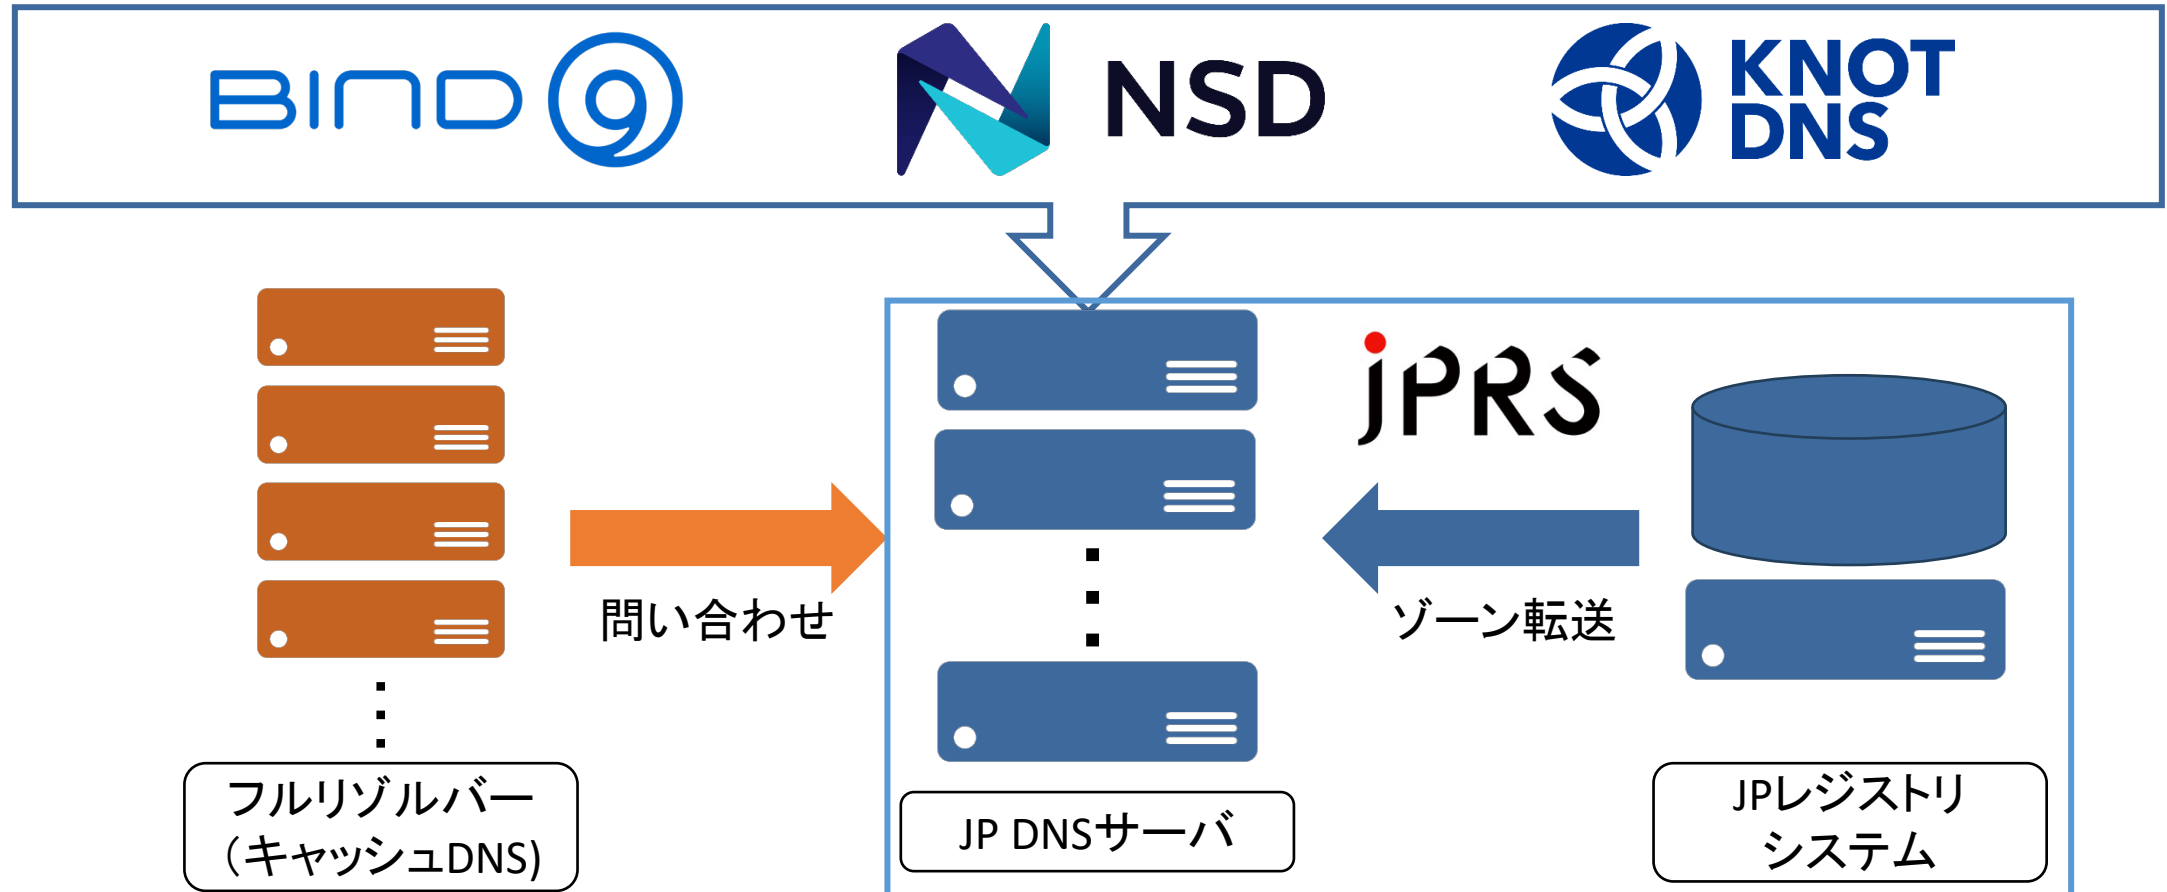 BIND 9
NSD
KNOT
DNS
JPRS
問い合わせ
ゾーン転送
フルリゾルバー
（キャッシュDNS)
JP DNSサーバ
JPレジストリ
システム